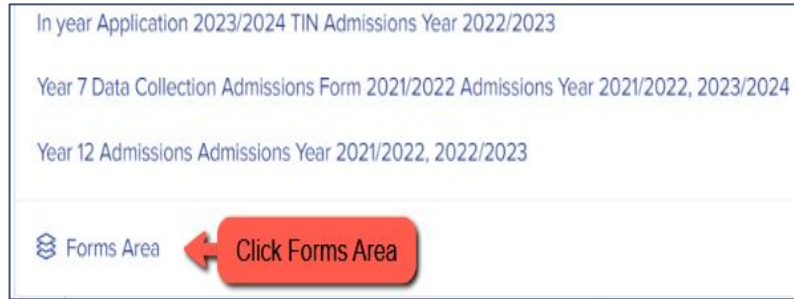 In year Application 2023/2024 TIN Admissions Year 2022/2023
Year 7 Data Collection Admissions Form 2021/2022 Admissions Year 2021/2022, 2023/2024
Year 12 Admissions Admissions Year 2021/2022, 2022/2023
Forms Area Click Forms Area